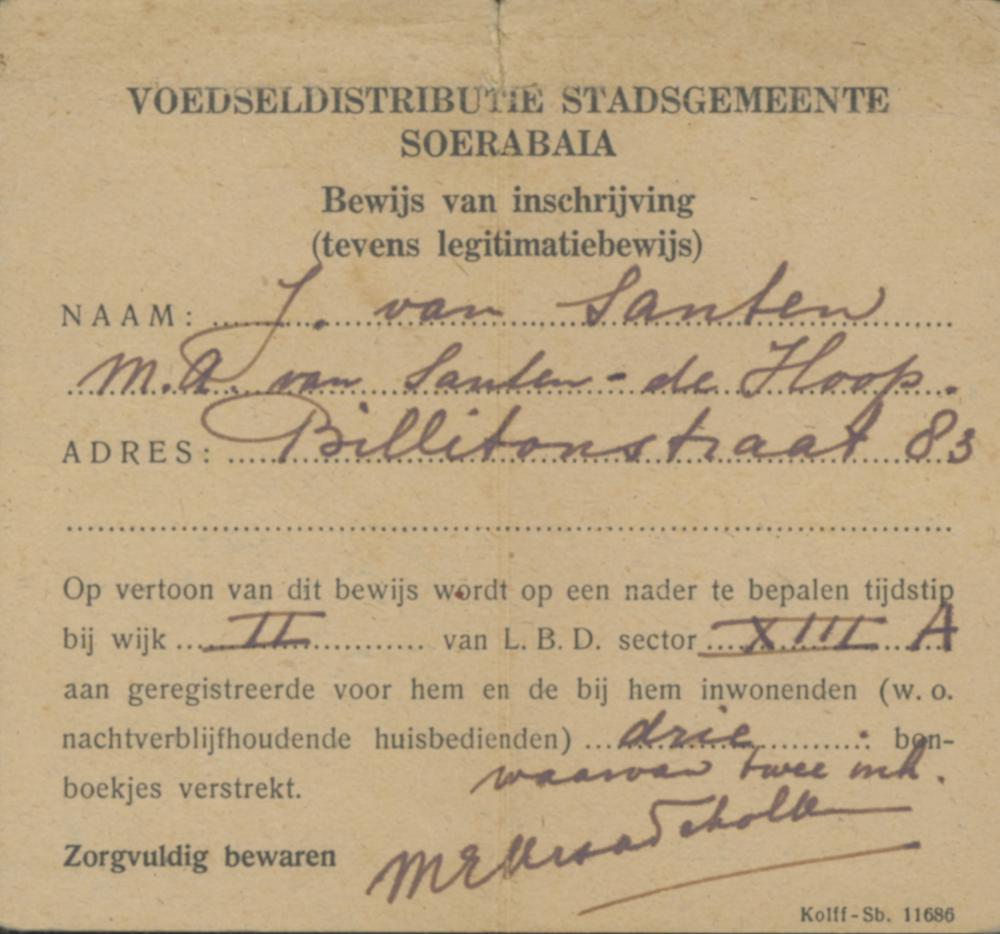 VOEDSELDISTRIBUTIE STADSGEMEENTE
SOERABAIA
Bewijs van inschrijving
(tevens legitimatiebewijs)
NAAM: J. van Santen
M.A. van Santen - de Hoop.
ADRES: Billitonstraat 83
Op vertoon van dit bewijs wordt op een nader te bepalen tijdstip
bij wijk II van L.B.D. sector XIII A
aan geregistreerde voor hem en de bij hem inwonenden (w.o.
nachtverblijfhoudende huisbedienden) drie bon-
waarvan twee inh.
boekjes verstrekt.
Zorgvuldig bewaren
Kolff-Sb. 11686